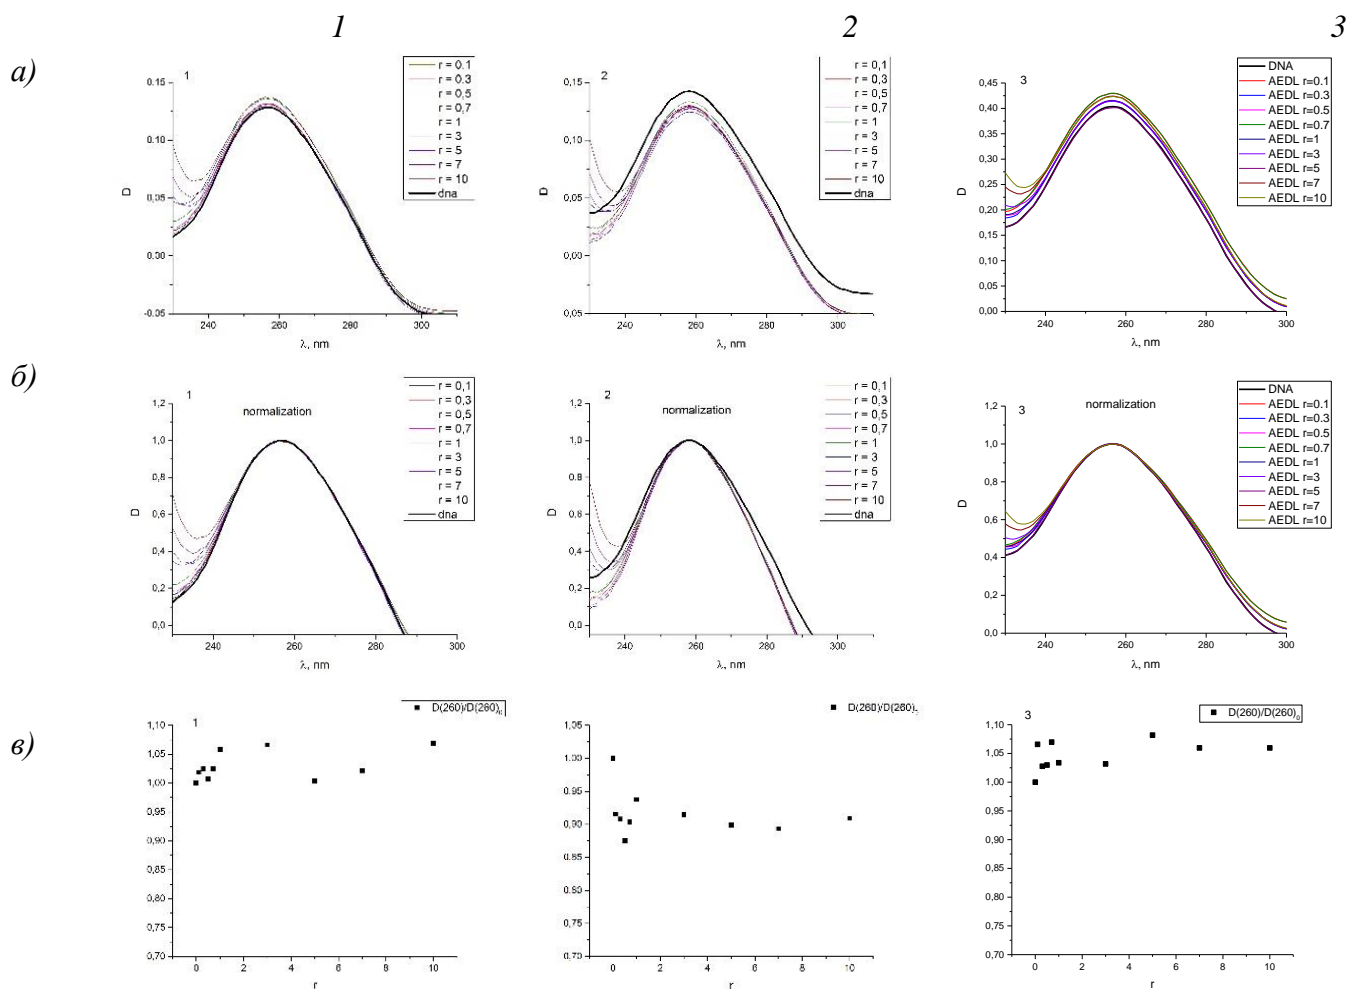 1 2 3
а)
1
0.15
0.10
0.05
0.00
-0.05
240 260 280 300
D
λ, nm
r = 0.1
r = 0.3
r = 0,5
r = 0,7
r = 1
r = 3
r = 5
r = 7
r = 10
dna
2
0,15
0,10
0,05
0,00
0,05
240 260 280 300
D
λ, nm
r = 0,1
r = 0,3
r = 0,5
r = 0,7
r = 1
r = 3
r = 5
r = 7
r = 10
dna
3
0,45
0,40
0,35
0,30
0,25
0,20
0,15
0,10
0,05
0,00
240 260 280 300
D
λ, nm
DNA
AEDL r=0.1
AEDL r=0.3
AEDL r=0.5
AEDL r=0.7
AEDL r=1
AEDL r=3
AEDL r=5
AEDL r=7
AEDL r=10
б)
1
normalization
1,2
1,0
0,8
0,6
0,4
0,2
0,0
240 260 280 300
D
λ, nm
r = 0,1
r = 0,3
r = 0,5
r = 0,7
r = 1
r = 3
r = 5
r = 7
r = 10
dna
2
normalization
1,2
1,0
0,8
0,6
0,4
0,2
0,0
240 260 280 300
D
λ, nm
r = 0,1
r = 0,3
r = 0,5
r = 0,7
r = 1
r = 3
r = 5
r = 7
r = 10
dna
3
normalization
1,2
1,0
0,8
0,6
0,4
0,2
0,0
240 260 280 300
D
λ, nm
DNA
AEDL r=0.1
AEDL r=0.3
AEDL r=0.5
AEDL r=0.7
AEDL r=1
AEDL r=3
AEDL r=5
AEDL r=7
AEDL r=10
в)
1
D(260)/D(260)₀
1,10
1,05
1,00
0,95
0,90
0,85
0,80
0,75
0,70
0 2 4 6 8 10
r
D(260)/D(260)
1,05
1,00
0,95
0,90
0.85
0.80
0.75
0,70
0 2 4 6 8 10
r
3
D(260)/D(260)₀
1,10
1,05
1,00
0,95
0,90
0,85
0,80
0,75
0,70
0 2 4 6 8 10
r